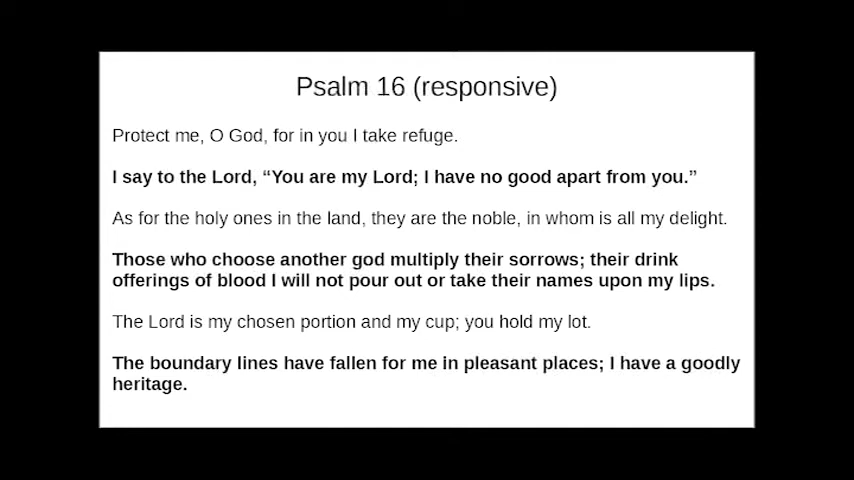 Psalm 16 (responsive)
Protect me, O God, for in you I take refuge.
I say to the Lord, “You are my Lord; I have no good apart from you.”
As for the holy ones in the land, they are the noble, in whom is all my delight.
Those who choose another god multiply their sorrows; their drink
offerings of blood I will not pour out or take their names upon my lips.
The Lord is my chosen portion and my cup; you hold my lot.
The boundary lines have fallen for me in pleasant places; I have a goodly
heritage.